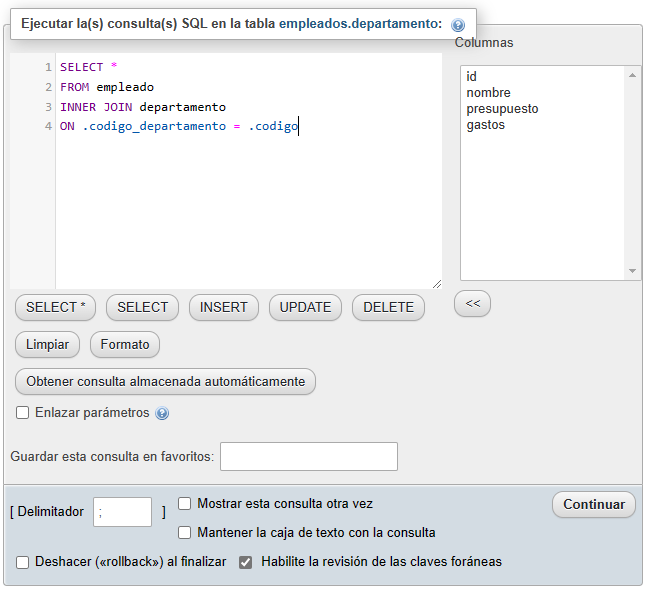 Ejecutar la(s) consulta(s) SQL en la tabla empleados.departamento:
Columnas
1 SELECT *
2 FROM empleado
3 INNER JOIN departamento
4 ON .codigo_departamento = .codigo
id
nombre
presupuesto
gastos
SELECT * SELECT INSERT UPDATE DELETE <<
Limpiar Formato
Obtener consulta almacenada automáticamente
Enlazar parámetros
Guardar esta consulta en favoritos:
[ Delimitador ; ] Mostrar esta consulta otra vez Continuar
Mantener la caja de texto con la consulta
Deshacer («rollback») al finalizar Habilite la revisión de las claves foráneas